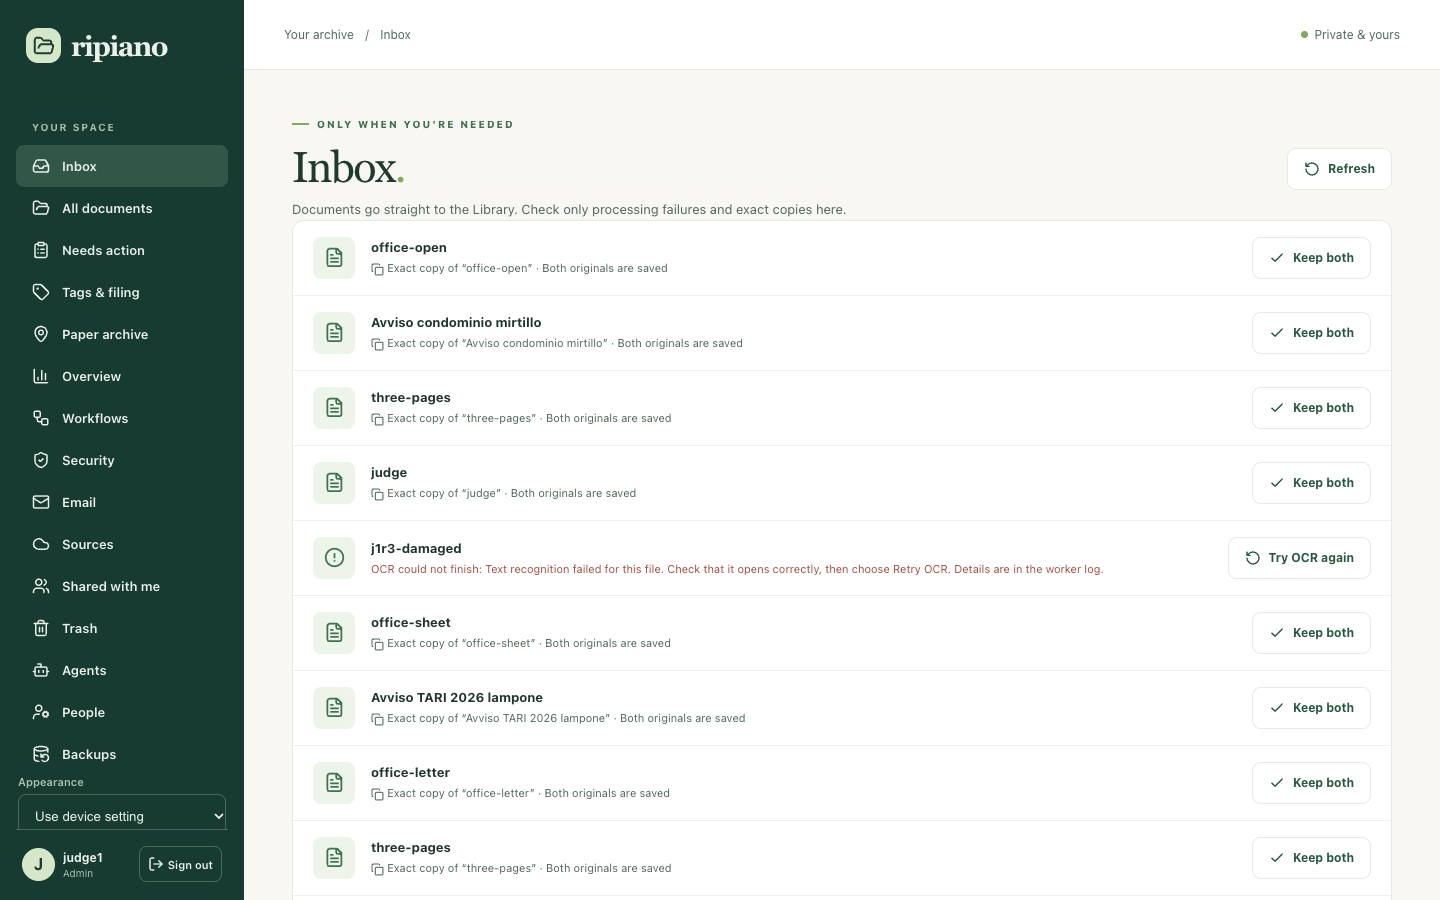 ripiano
YOUR SPACE
Inbox
All documents
Needs action
Tags & filing
Paper archive
Overview
Workflows
Security
Email
Sources
Shared with me
Trash
Agents
People
Backups
Appearance
Use device setting
J
judge1
Admin
Sign out
Your archive / Inbox
Private & yours
ONLY WHEN YOU'RE NEEDED
Inbox.
Refresh
Documents go straight to the Library. Check only processing failures and exact copies here.
office-open
Exact copy of “office-open” · Both originals are saved
Keep both
Avviso condominio mirtillo
Exact copy of “Avviso condominio mirtillo” · Both originals are saved
Keep both
three-pages
Exact copy of “three-pages” · Both originals are saved
Keep both
judge
Exact copy of “judge” · Both originals are saved
Keep both
j1r3-damaged
OCR could not finish: Text recognition failed for this file. Check that it opens correctly, then choose Retry OCR. Details are in the worker log.
Try OCR again
office-sheet
Exact copy of “office-sheet” · Both originals are saved
Keep both
Avviso TARI 2026 lampone
Exact copy of “Avviso TARI 2026 lampone” · Both originals are saved
Keep both
office-letter
Exact copy of “office-letter” · Both originals are saved
Keep both
three-pages
Exact copy of “three-pages” · Both originals are saved
Keep both